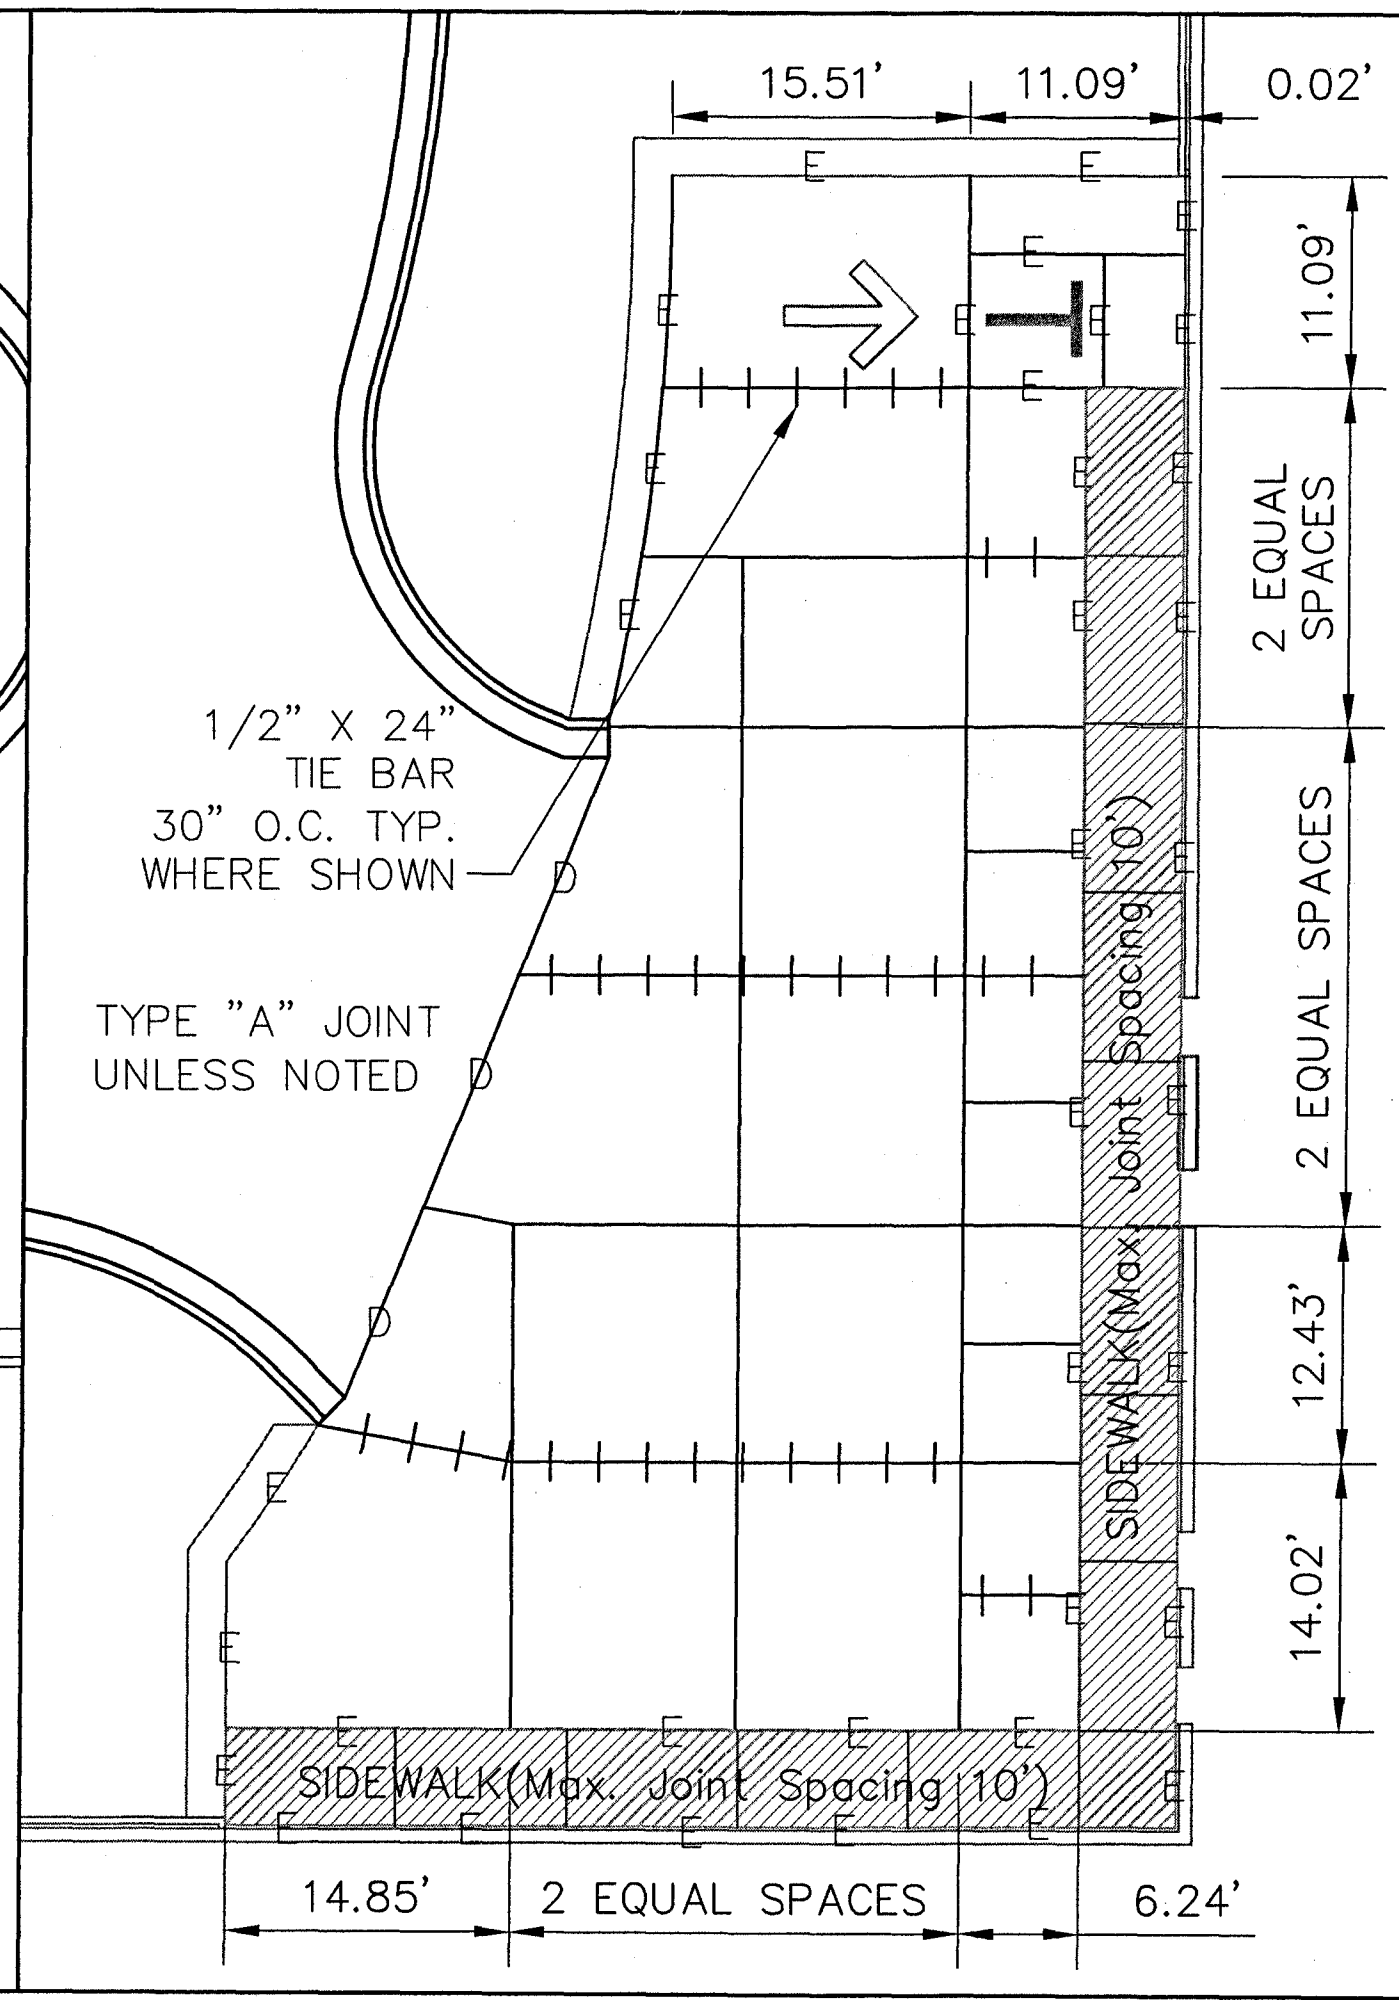 15.51’
11.09’
0.02’
E
E
E
E
11.09’
E
E
E
E
E
E
E
E
E
2 EQUAL
SPACES
E
E
E
1/2” X 24”
TIE BAR
30” O.C. TYP.
WHERE SHOWN
D
E
E
2 EQUAL SPACES
TYPE ”A” JOINT
UNLESS NOTED
D
E
E
SIDEWALK(Max. Joint Spacing 10’)
D
E
E
12.43’
E
E
E
14.02’
E
E
E
E
E
E
SIDEWALK(Max. Joint Spacing 10’)
E
E
E
E
E
E
14.85’
2 EQUAL SPACES
6.24’